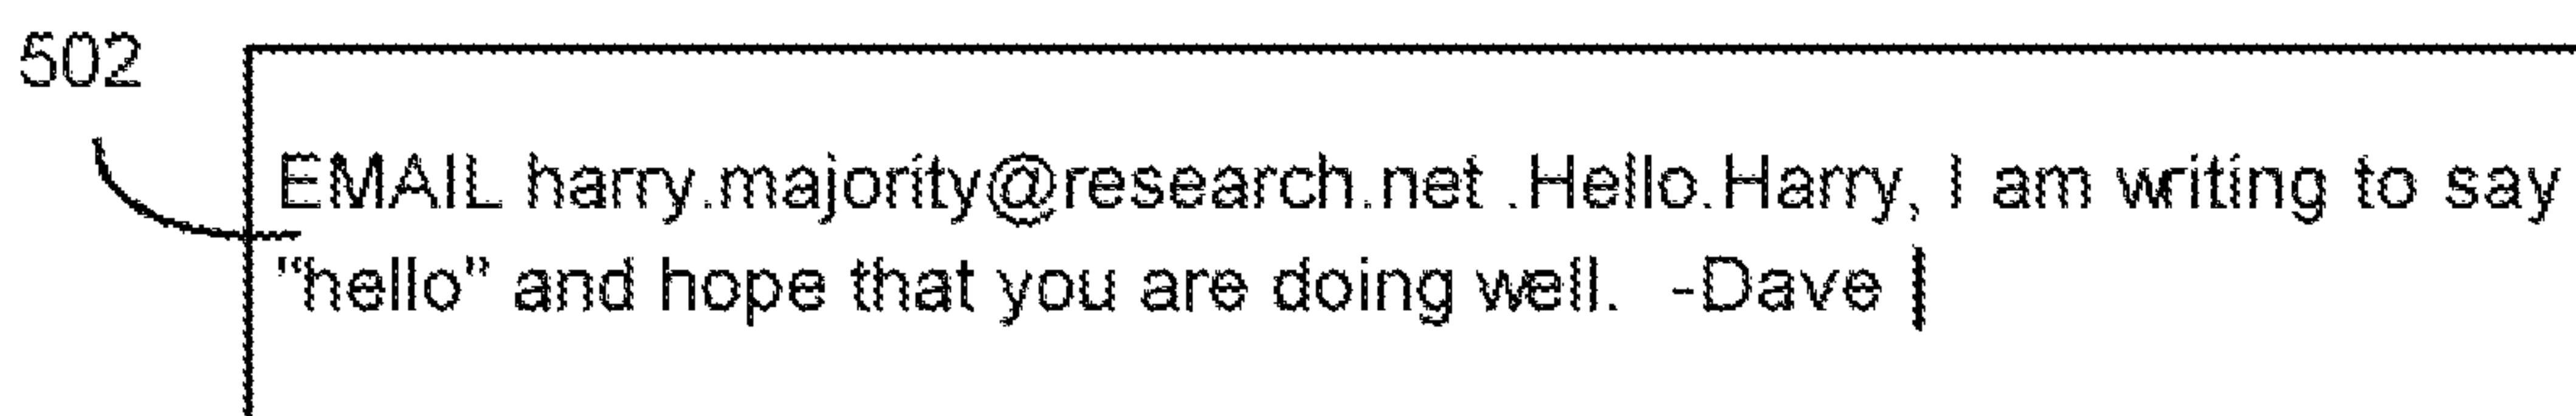 502
EMAIL harry.majority@research.net .Hello.Harry, I am writing to say
“hello” and hope that you are doing well.  -Dave